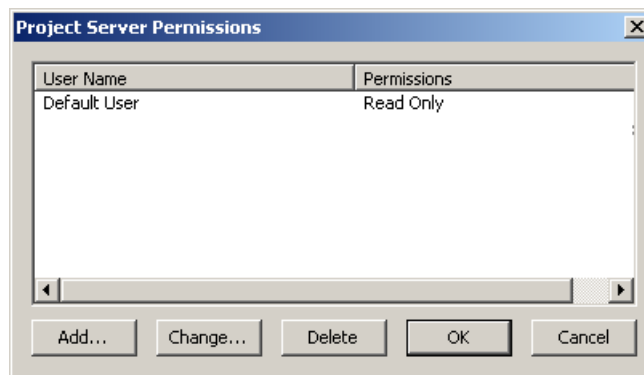 Project Server Permissions
User Name Permissions
Default User Read Only
Add... Change... Delete OK Cancel